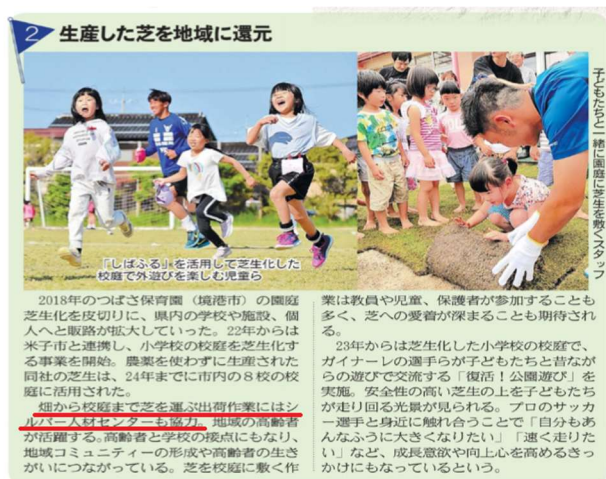 2 生産した芝を地域に還元
「しばふる」を活用して芝生化した
校庭で外遊びを楽しむ児童ら
子どもたちと一緒に園庭に芝生を敷くスタッフ
2018年のつばさ保育園（境港市）の園庭
芝生化を皮切りに、県内の学校や施設、個
人へと販路が拡大していった。22年からは
米子市と連携し、小学校の校庭を芝生化す
る事業を開始。農薬を使わずに生産された
同社の芝生は、24年までに市内の8校の校
庭に活用された。
畑から校庭まで芝を運ぶ出荷作業にはシ
ルバー人材センターも協力。地域の高齢者
が活躍する。高齢者と学校の接点にもなり、
地域コミュニティーの形成や高齢者の生き
がいにつながっている。芝を校庭に敷く作
業は教員や児童、保護者が参加することも
多く、芝への愛着が深まることも期待され
る。
23年からは芝生化した小学校の校庭で、
ガイナーレの選手らが子どもたちと昔なが
らの遊びで交流する「復活！公園遊び」を
実施。安全性の高い芝生の上を子どもたち
が走り回る光景が見られる。プロのサッカ
ー選手と身近に触れ合うことで「自分もあ
んなふうに大きくなりたい」「速く走りた
い」など、成長意欲や向上心を高めるきっ
かけにもなっているという。